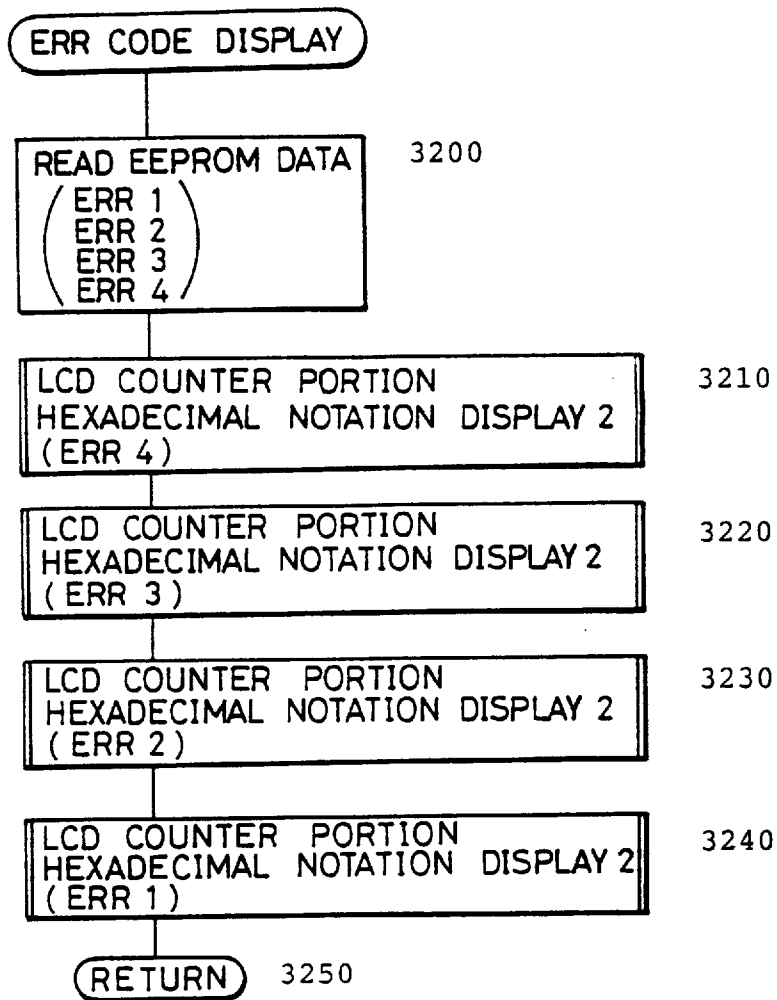 ERR CODE DISPLAY
READ EEPROM DATA 3200
( ERR 1
ERR 2
ERR 3
ERR 4 )
LCD COUNTER PORTION 3210
HEXADECIMAL NOTATION DISPLAY 2
( ERR 4 )
LCD COUNTER PORTION 3220
HEXADECIMAL NOTATION DISPLAY 2
( ERR 3 )
LCD COUNTER PORTION 3230
HEXADECIMAL NOTATION DISPLAY 2
( ERR 2 )
LCD COUNTER PORTION 3240
HEXADECIMAL NOTATION DISPLAY 2
( ERR 1 )
RETURN 3250